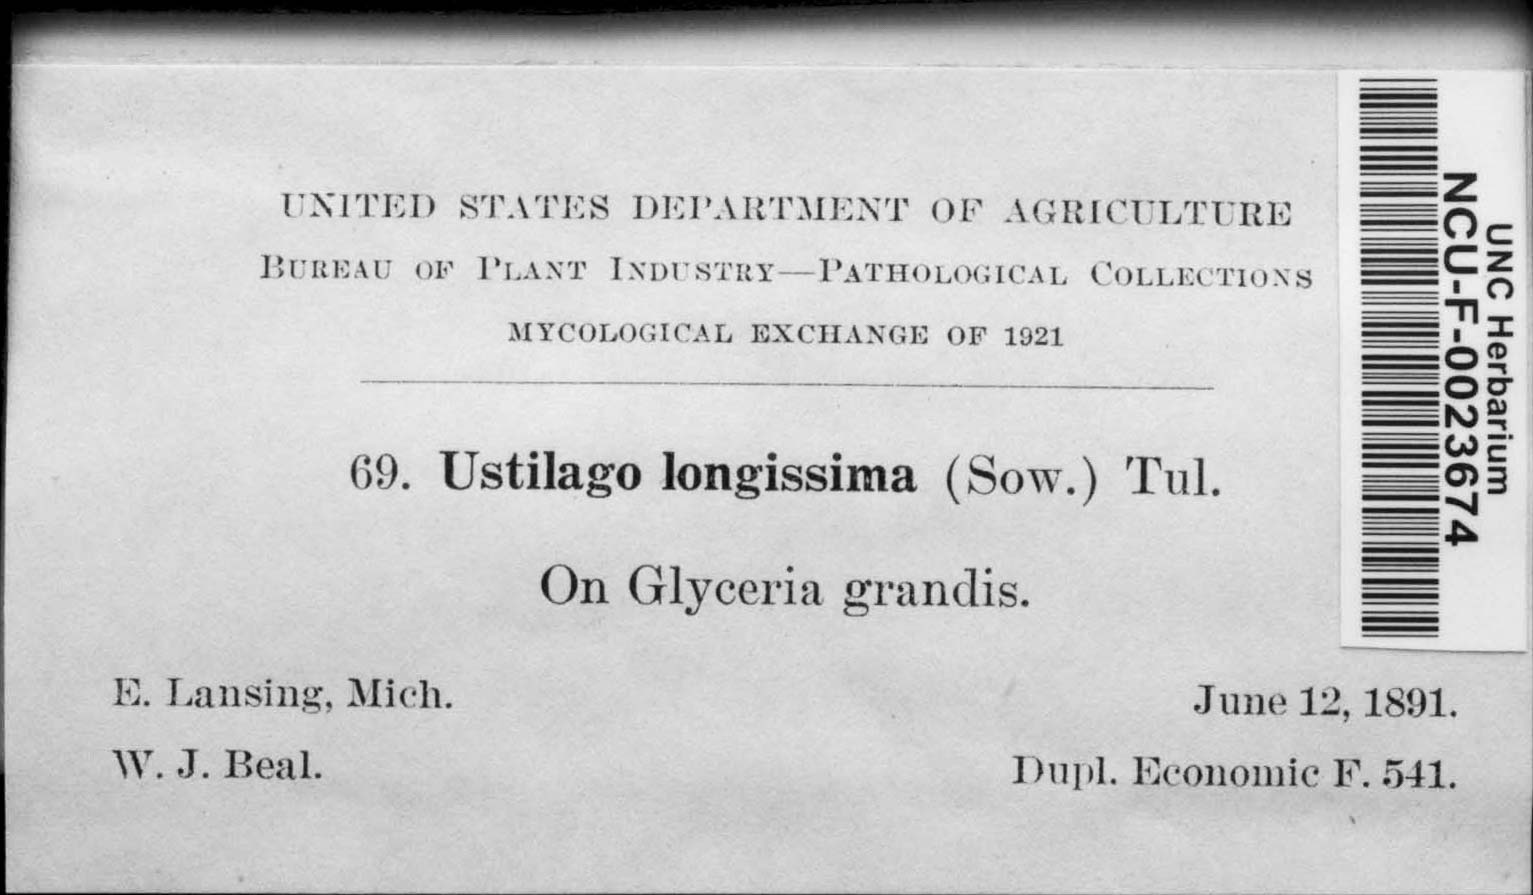 UNITED STATES DEPARTMENT OF AGRICULTURE
BUREAU OF PLANT INDUSTRY—PATHOLOGICAL COLLECTIONS
MYCOLOGICAL EXCHANGE OF 1921
69. Ustilago longissima (Sow.) Tul.
On Glyceria grandis.
E. Lansing, Mich.
June 12, 1891.
W. J. Beal.
Dupl. Economic F. 541.
UNC Herbarium
NCU-F-0023674